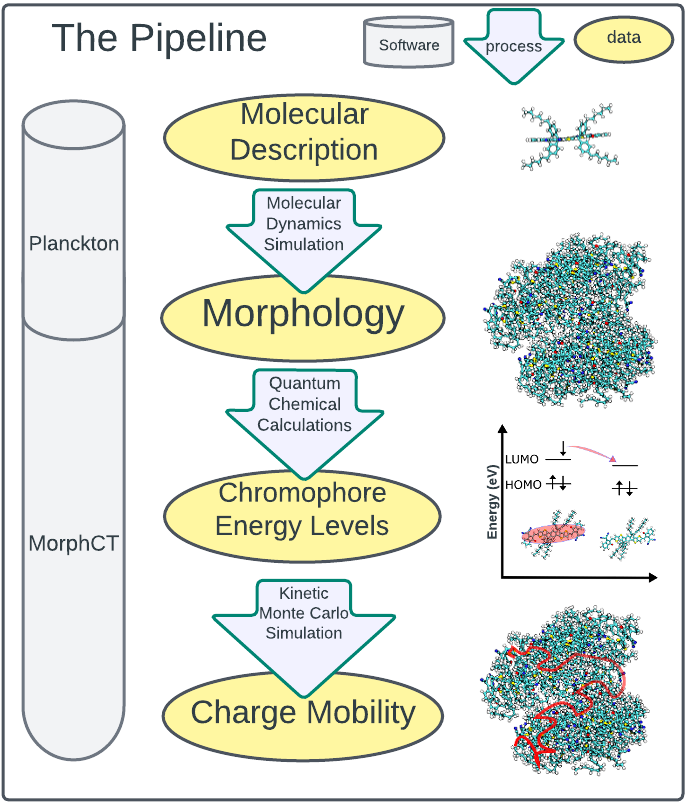 The Pipeline
Software
process
data
Molecular
Description
Molecular
Dynamics
Simulation
Planckton
Morphology
Quantum
Chemical
Calculations
Chromophore
Energy Levels
MorphCT
Energy (eV)
LUMO
HOMO
Kinetic
Monte Carlo
Simulation
Charge Mobility